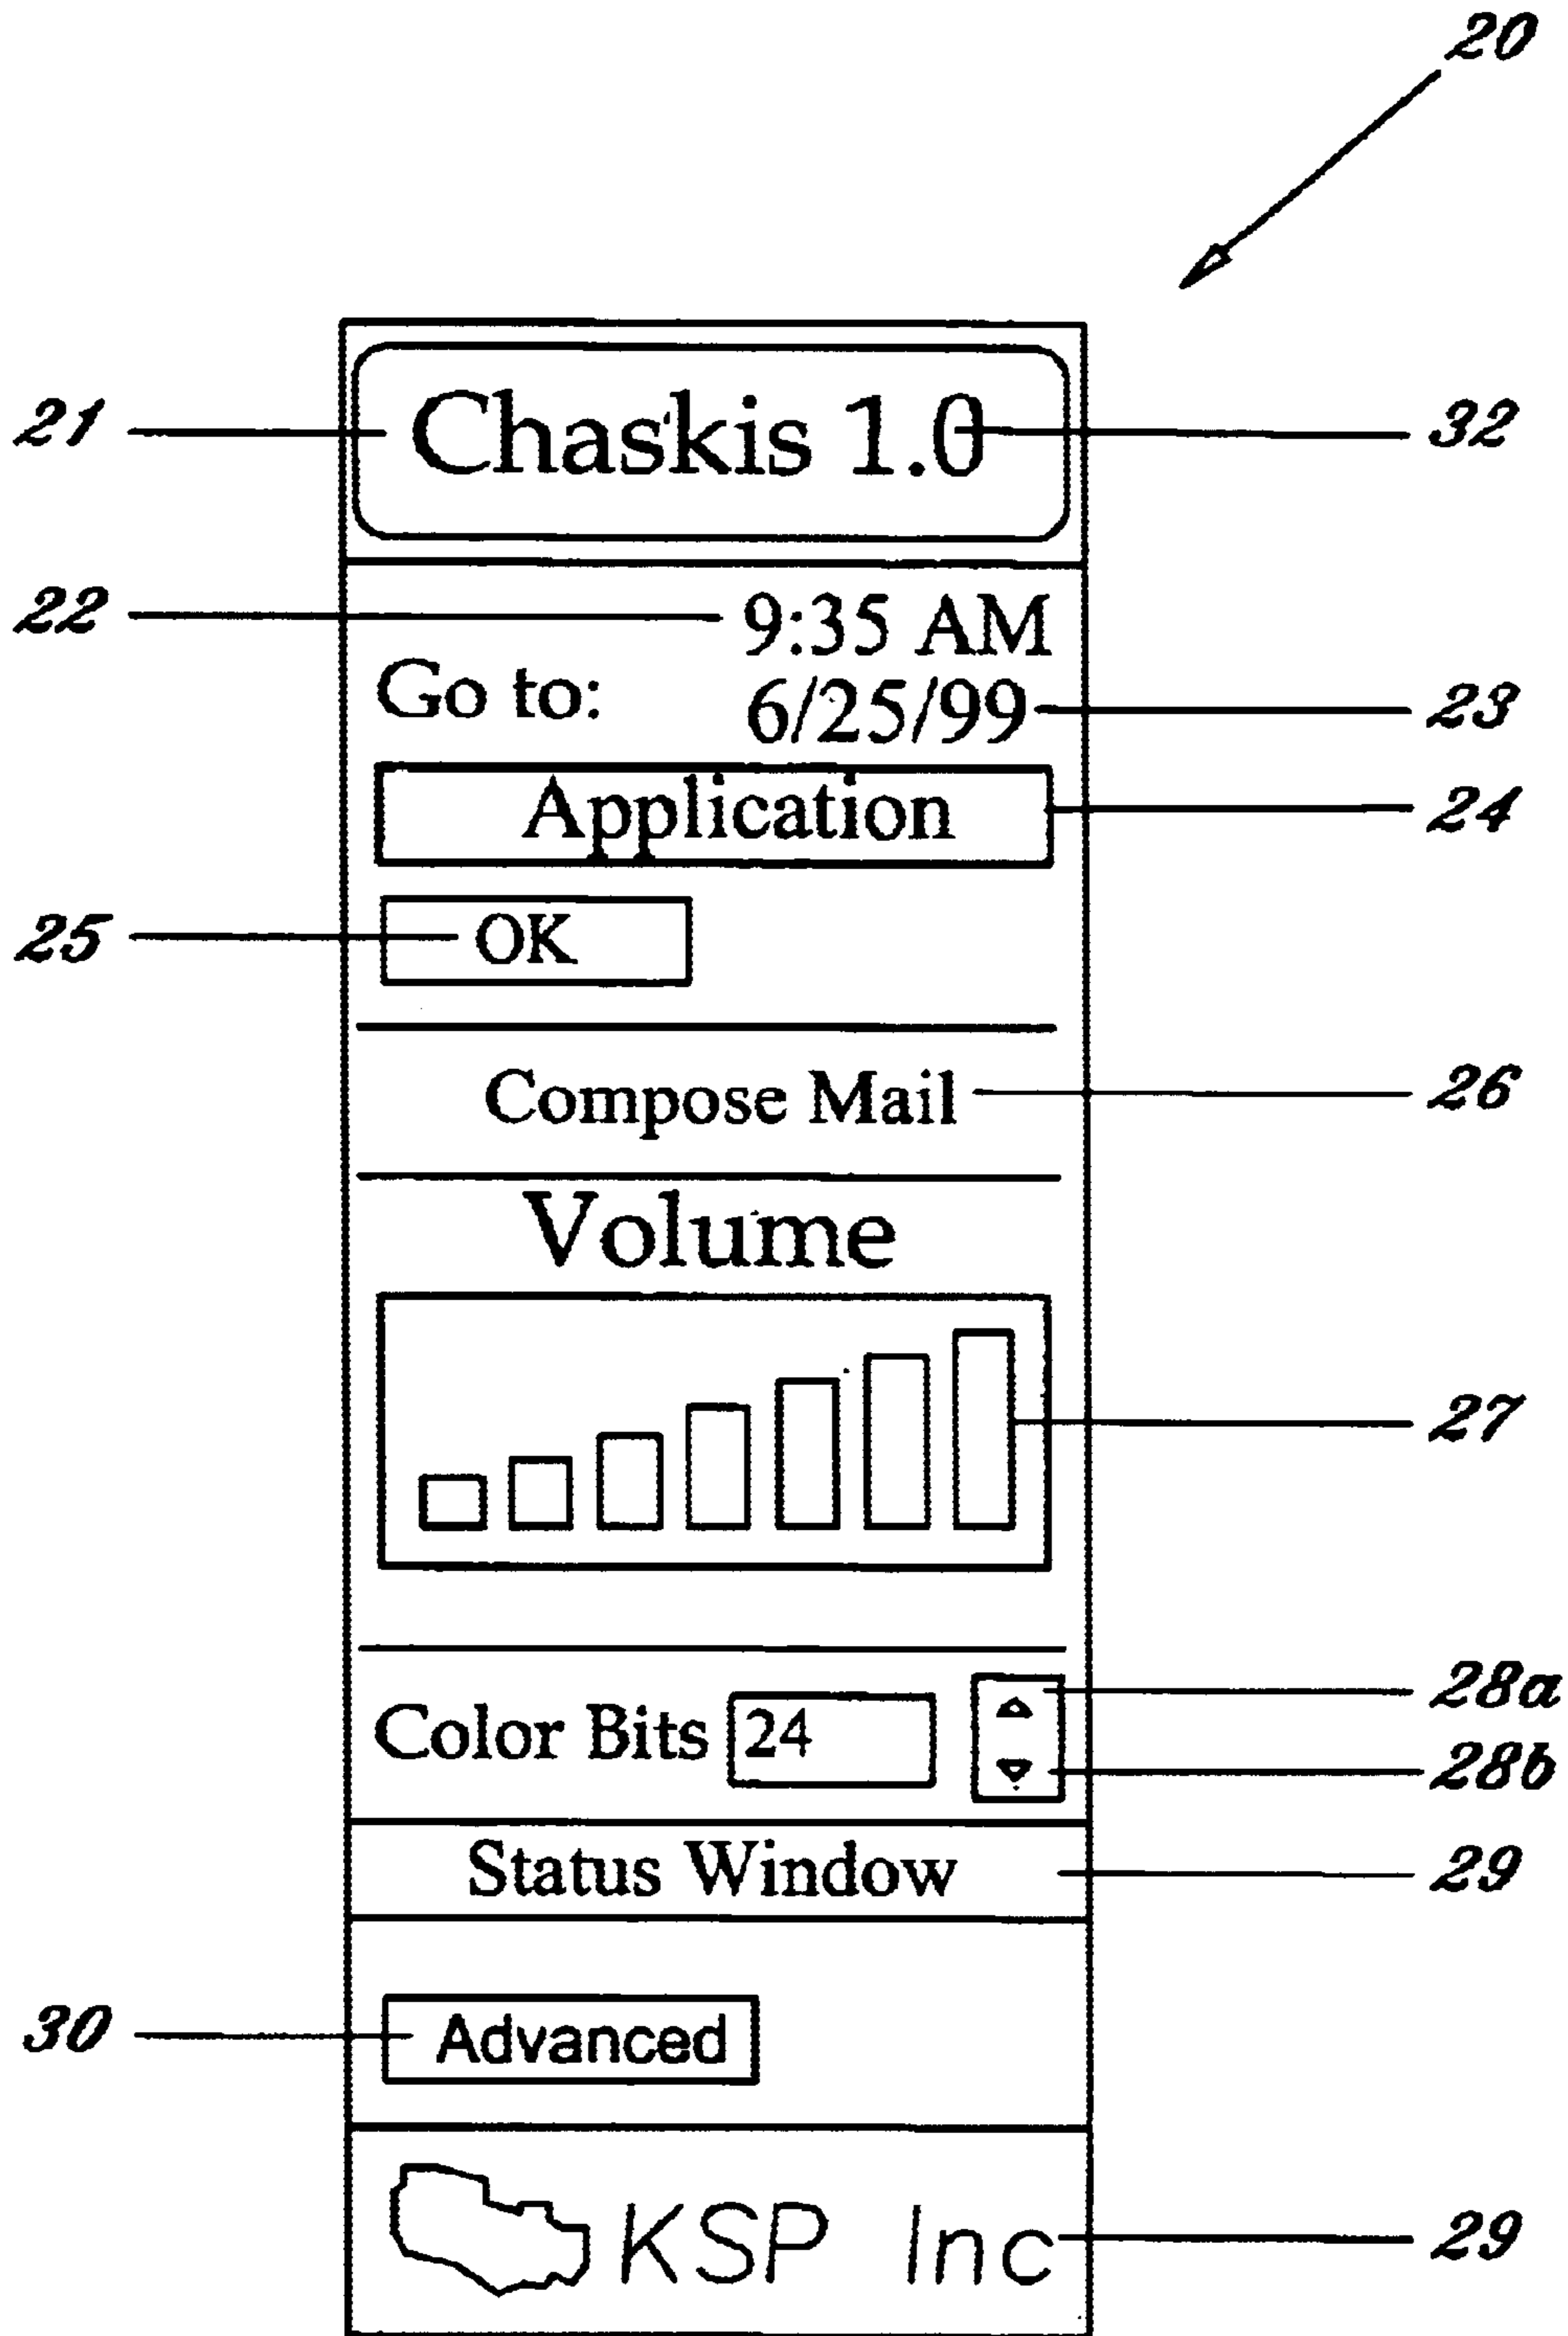 20
21 Chaskis 1.0 32
22 9:35 AM
Go to: 6/25/99 23
Application 24
25 OK
Compose Mail 26
Volume
27
28a
Color Bits 24
28b
Status Window 29
30 Advanced
KSP Inc 29